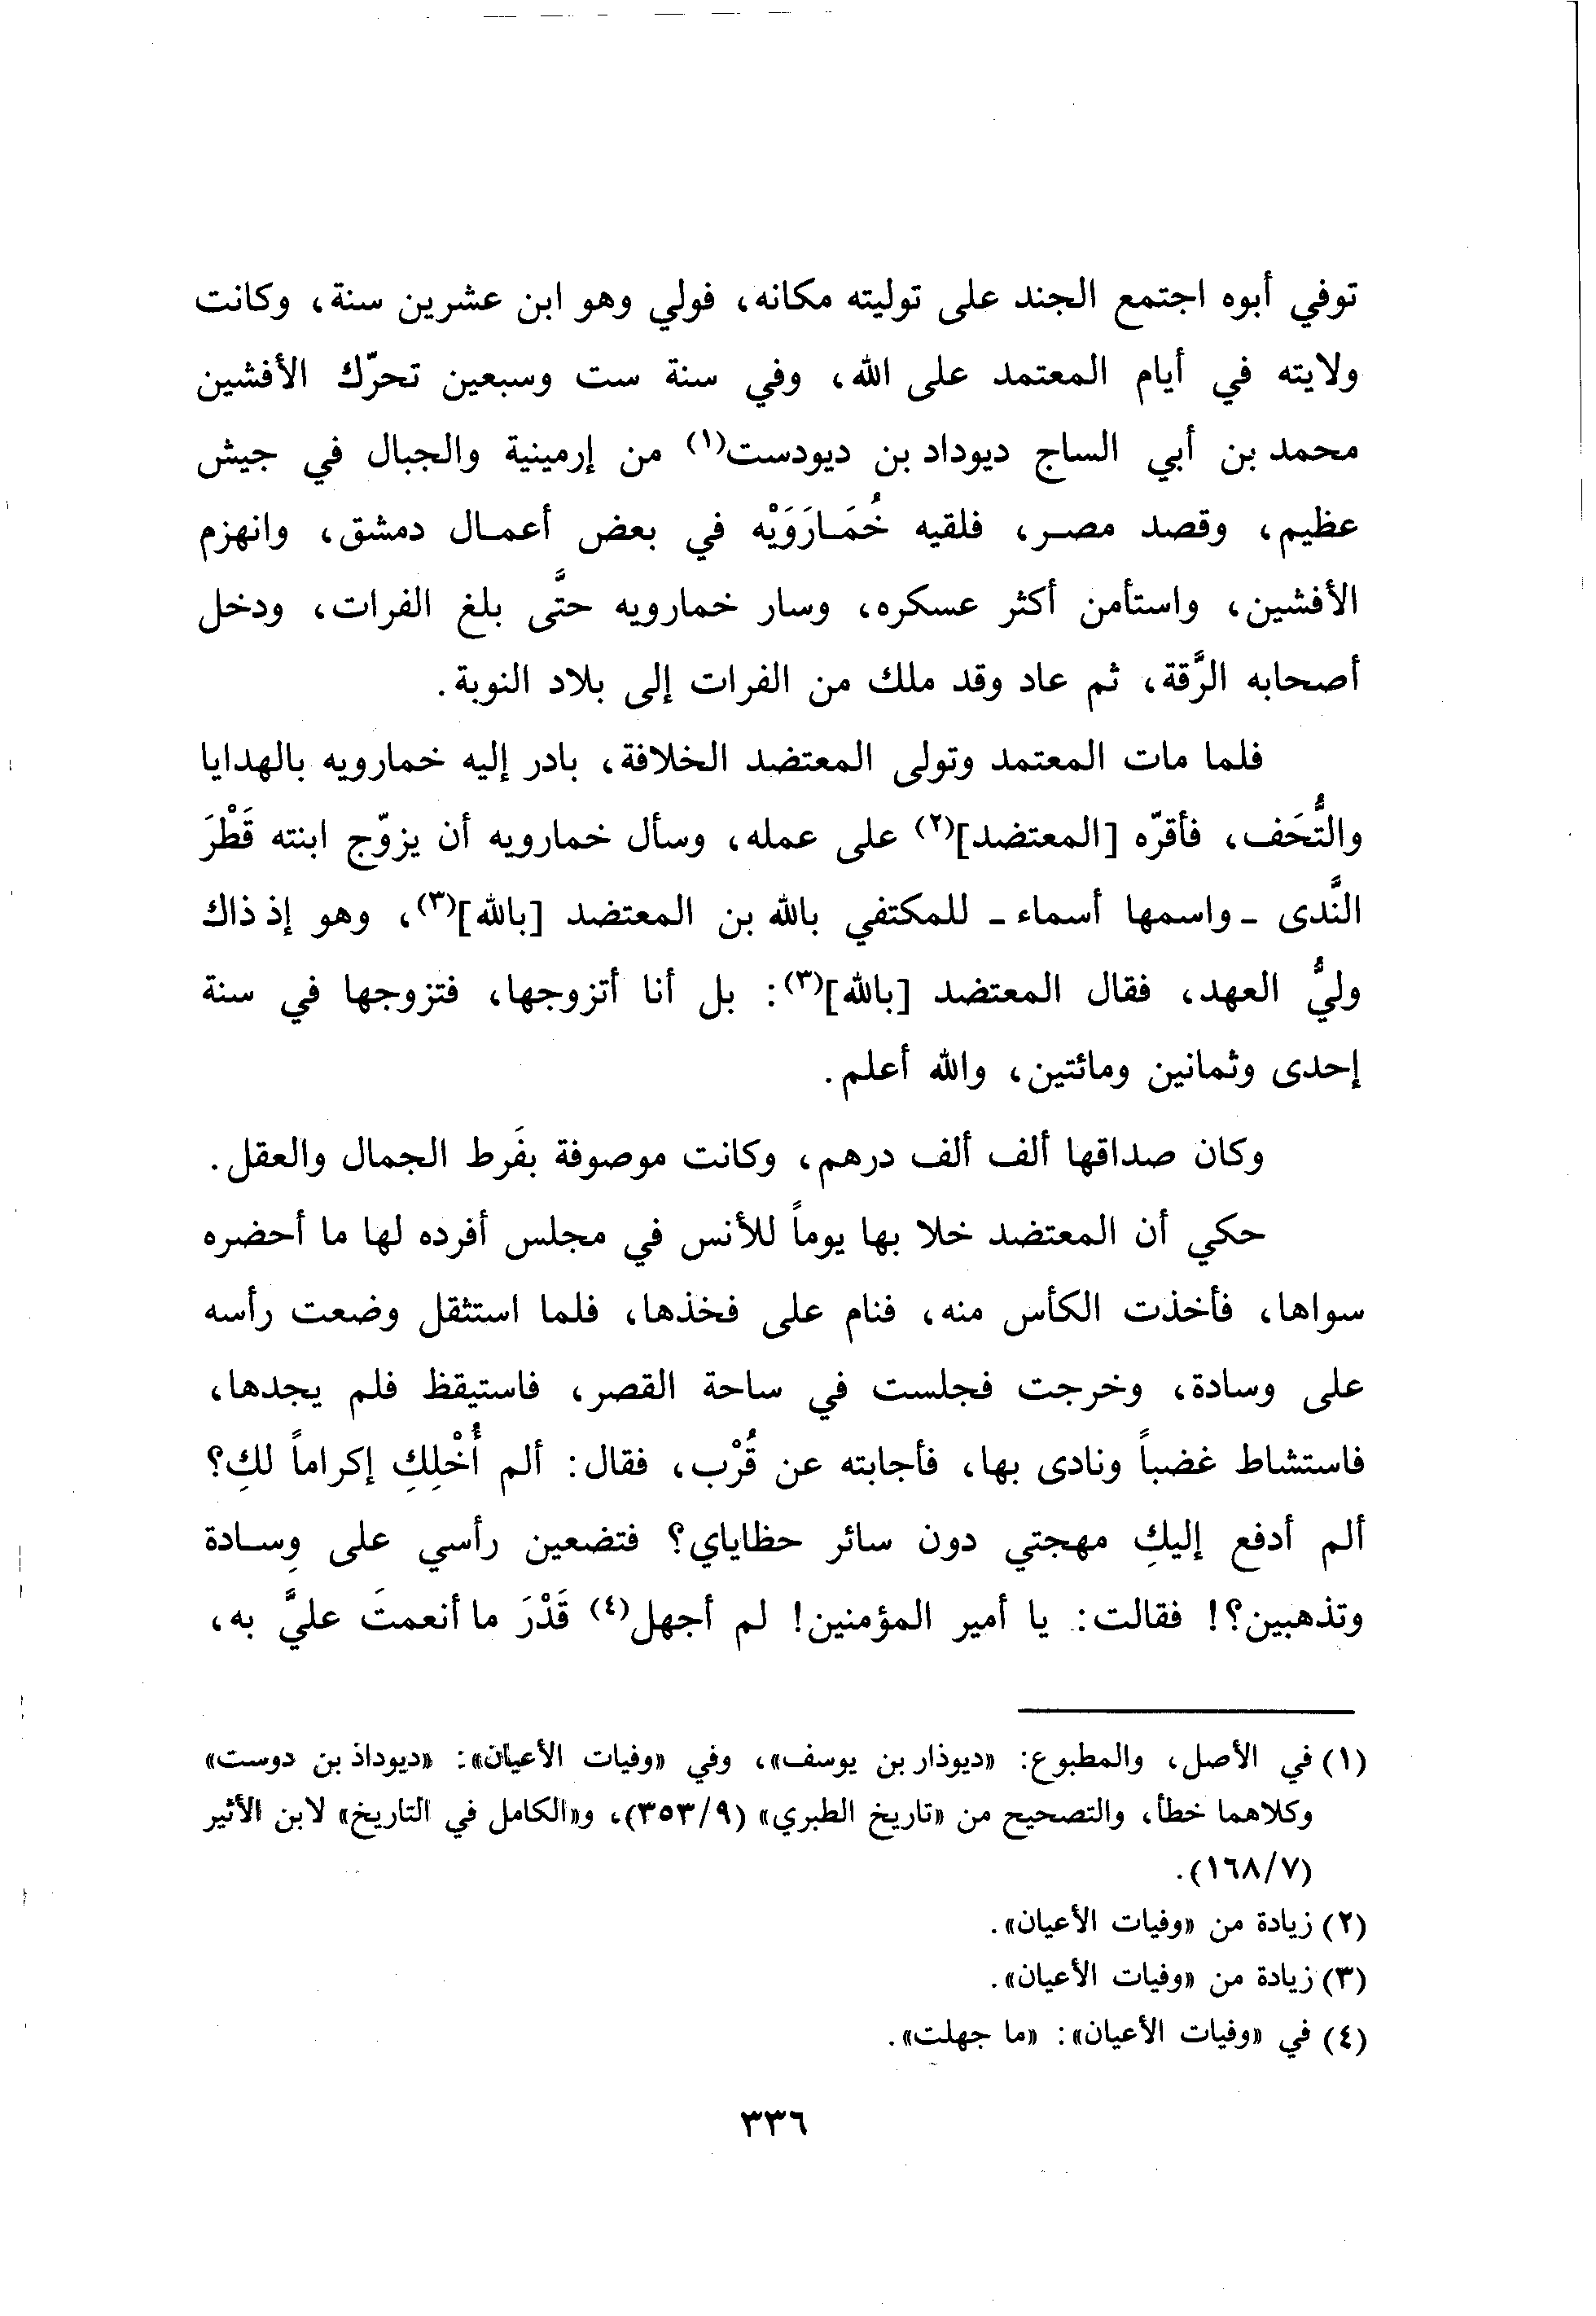 توفي أبوه اجتمع الجند على توليته مكانه، فولي وهو ابن عشرين سنة، وكانت
ولايته في أيام المعتمد على الله، وفي سنة ست وسبعين تحرّك الأفشين
محمد بن أبي الساج ديوداد بن ديودست(١) من إرمينية والجبال في جيش
عظيم، وقصد مصر، فلقيه خُمَارَوَيْه في بعض أعمال دمشق، وانهزم
الأفشين، واستأمن أكثر عسكره، وسار خمارويه حتَّى بلغ الفرات، ودخل
أصحابه الرَّقة، ثم عاد وقد ملك من الفرات إلى بلاد النوبة.
فلما مات المعتمد وتولى المعتضد الخلافة، بادر إليه خمارويه بالهدايا
والتُّحَف، فأقرّه [المعتضد](٢) على عمله، وسأل خمارويه أن يزوّج ابنته قَطْرَ
النَّدى - واسمها أسماء - للمكتفي بالله بن المعتضد [بالله](٣)، وهو إذ ذاك
وليُّ العهد، فقال المعتضد [بالله](٣): بل أنا أتزوجها، فتزوجها في سنة
إحدى وثمانين ومائتين، والله أعلم.
وكان صداقها ألف ألف درهم، وكانت موصوفة بفَرط الجمال والعقل.
حكي أن المعتضد خلا بها يوماً للأنس في مجلس أفرده لها ما أحضره
سواها، فأخذت الكأس منه، فنام على فخذها، فلما استثقل وضعت رأسه
على وسادة، وخرجت فجلست في ساحة القصر، فاستيقظ فلم يجدها،
فاستشاط غضباً ونادى بها، فأجابته عن قُرْب، فقال: ألم أُخْلِكِ إكراماً لكِ؟
ألم أدفع إليكِ مهجتي دون سائر حظاياي؟ فتضعين رأسي على وِسادة
وتذهبين؟! فقالت: يا أمير المؤمنين! لم أجهل(٤) قَدْرَ ما أنعمتَ عليَّ به،
(١) في الأصل، والمطبوع: «ديوذار بن يوسف»، وفي «وفيات الأعيان»: «ديوداذ بن دوست»
وكلاهما خطأ، والتصحيح من «تاريخ الطبري» (٣٥٣/٩)، و«الكامل في التاريخ» لابن الأثير
(١٦٨/٧).
(٢) زيادة من «وفيات الأعيان».
(٣) زيادة من «وفيات الأعيان».
(٤) في «وفيات الأعيان»: «ما جهلت».
٣٣٦